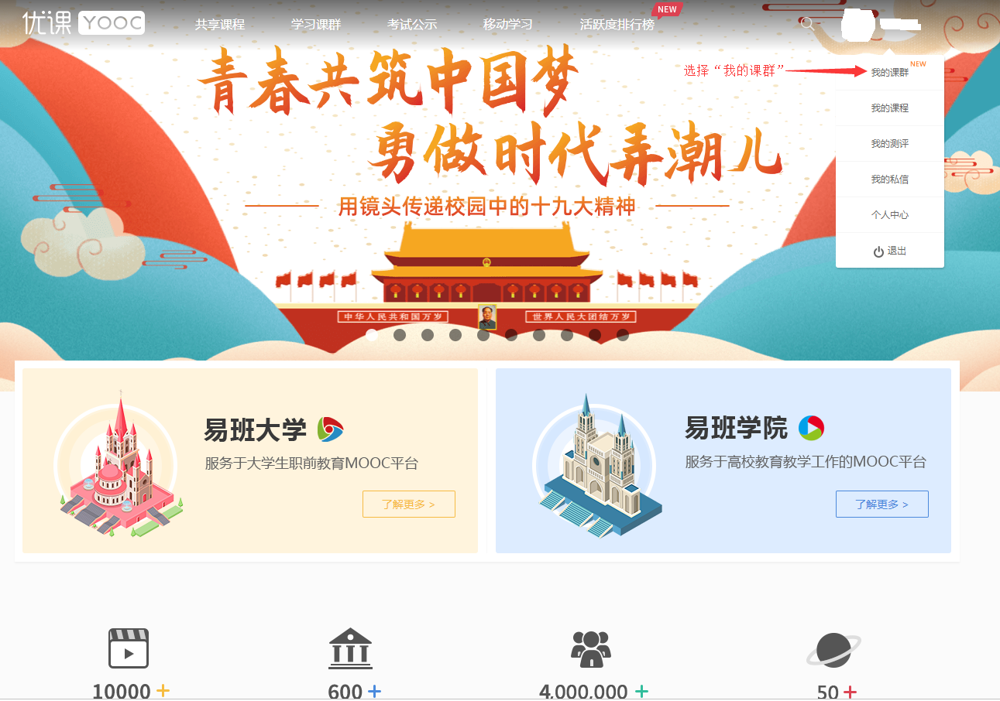 优课 YOOC
共享课程
学习课群
考试公示
移动学习
活跃度排行榜
NEW
青春共筑中国梦
勇做时代弄潮儿
用镜头传递校园中的十九大精神
中华人民共和国万岁
世界人民大团结万岁
选择“我的课群”
我的课群
NEW
我的课程
我的测评
我的私信
个人中心
退出
易班大学
服务于大学生职前教育MOOC平台
了解更多 >
易班学院
服务于高校教育教学工作的MOOC平台
了解更多 >
10000 +
600 +
4,000,000 +
50 +